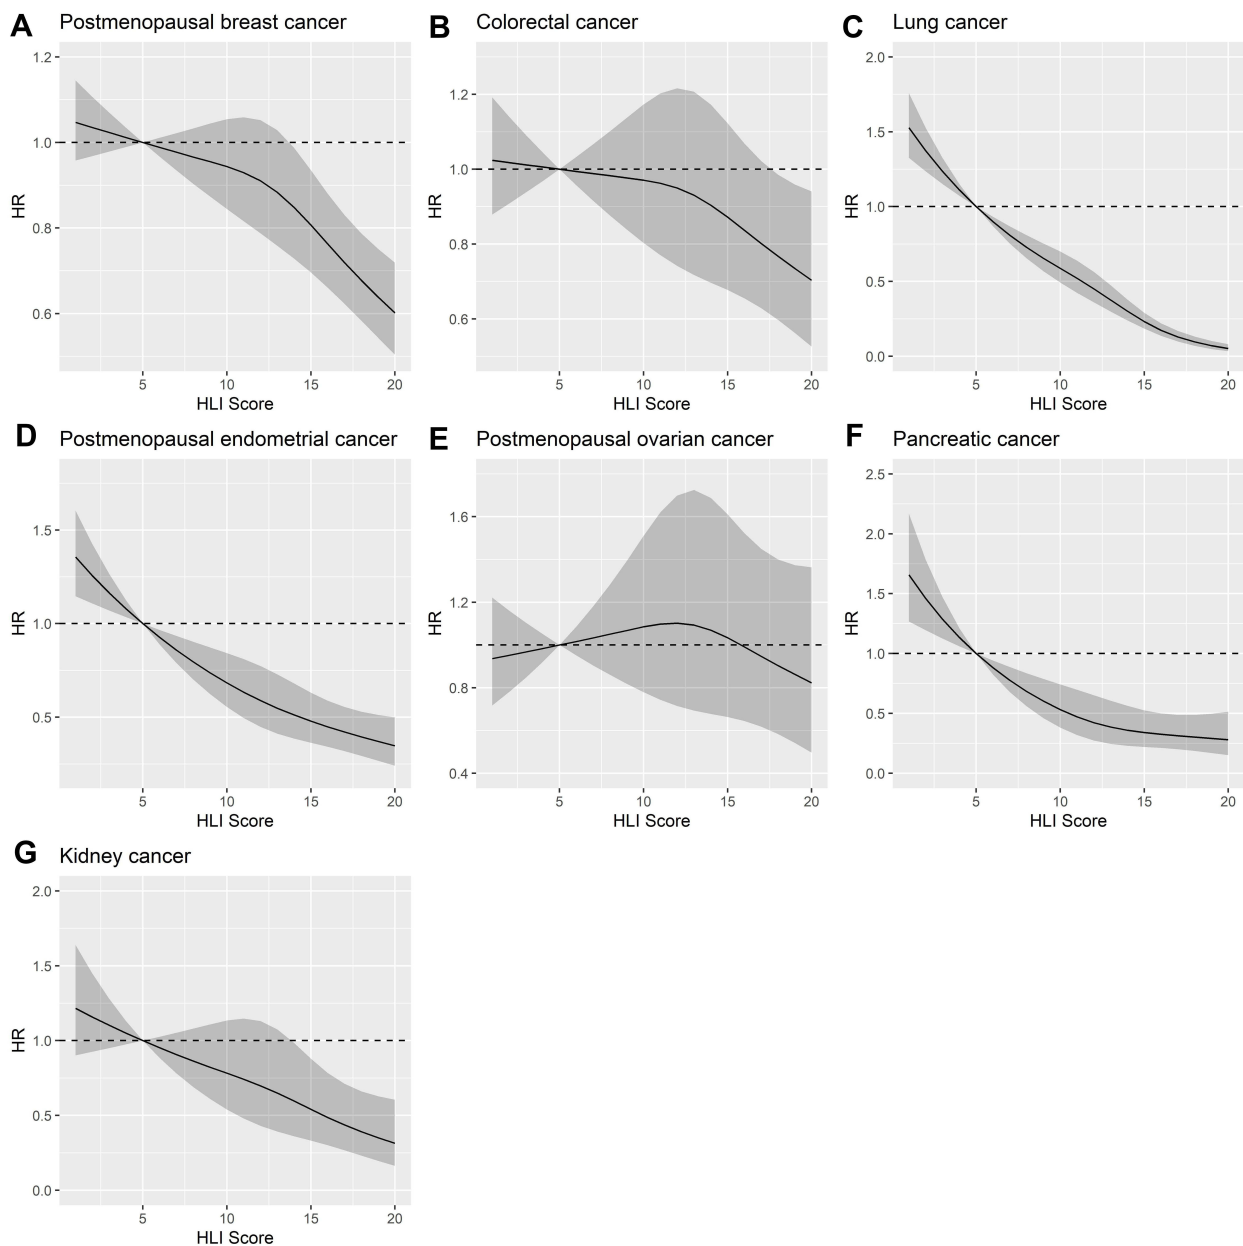 A Postmenopausal breast cancer
1.2
1.0
0.8
0.6
HR
5 10 15 20
HLI Score
B Colorectal cancer
1.2
1.0
0.8
0.6
HR
5 10 15 20
HLI Score
C Lung cancer
2.0
1.5
1.0
0.5
0.0
HR
5 10 15 20
HLI Score
D Postmenopausal endometrial cancer
1.5
1.0
0.5
HR
5 10 15 20
HLI Score
E Postmenopausal ovarian cancer
1.6
1.2
0.8
0.4
HR
5 10 15 20
HLI Score
F Pancreatic cancer
2.5
2.0
1.5
1.0
0.5
0.0
HR
5 10 15 20
HLI Score
G Kidney cancer
2.0
1.5
1.0
0.5
0.0
HR
5 10 15 20
HLI Score